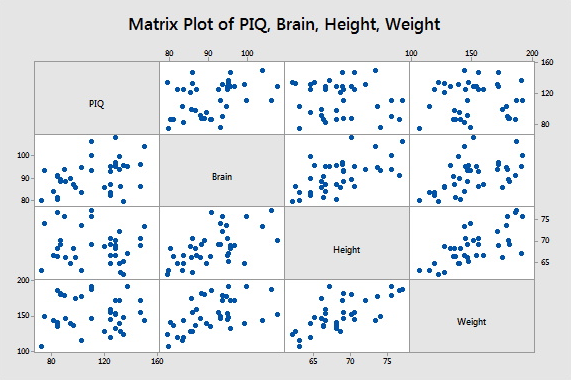 Matrix Plot of PIQ, Brain, Height, Weight
80 90 100 100 150 200
PIQ 160
120
80
100 Brain
90
80
Height 75
70
65
200 Weight
150
100
80 120 160 65 70 75